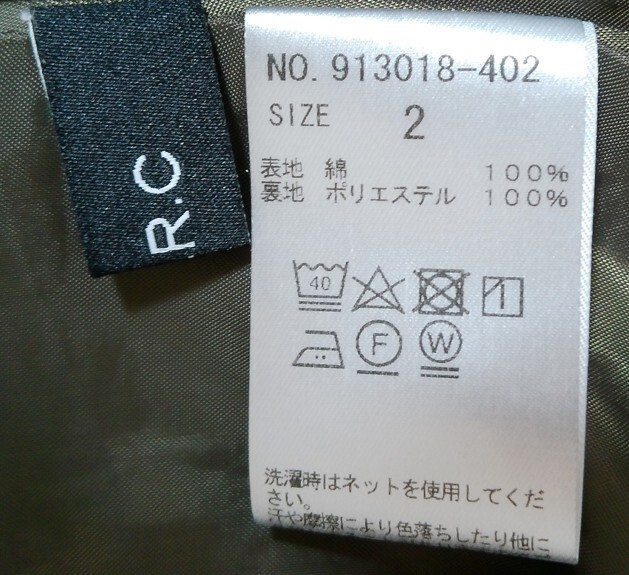 R.C
NO. 913018-402
SIZE 2
表地 綿 100%
裏地 ポリエステル 100%
40
F W
洗濯時はネットを使用してくだ
さい。
汗や摩擦により色落ちしたり他に